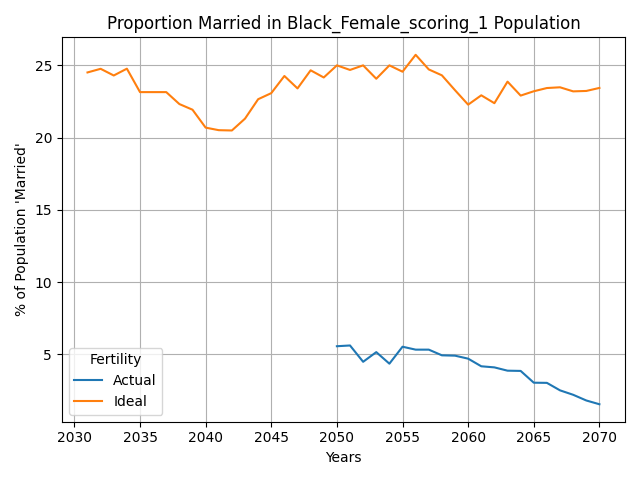 Proportion Married in Black_Female_scoring_1 Population
% of Population 'Married'
25
20
15
10
5
Fertility
Actual
Ideal
2030 2035 2040 2045 2050 2055 2060 2065 2070
Years